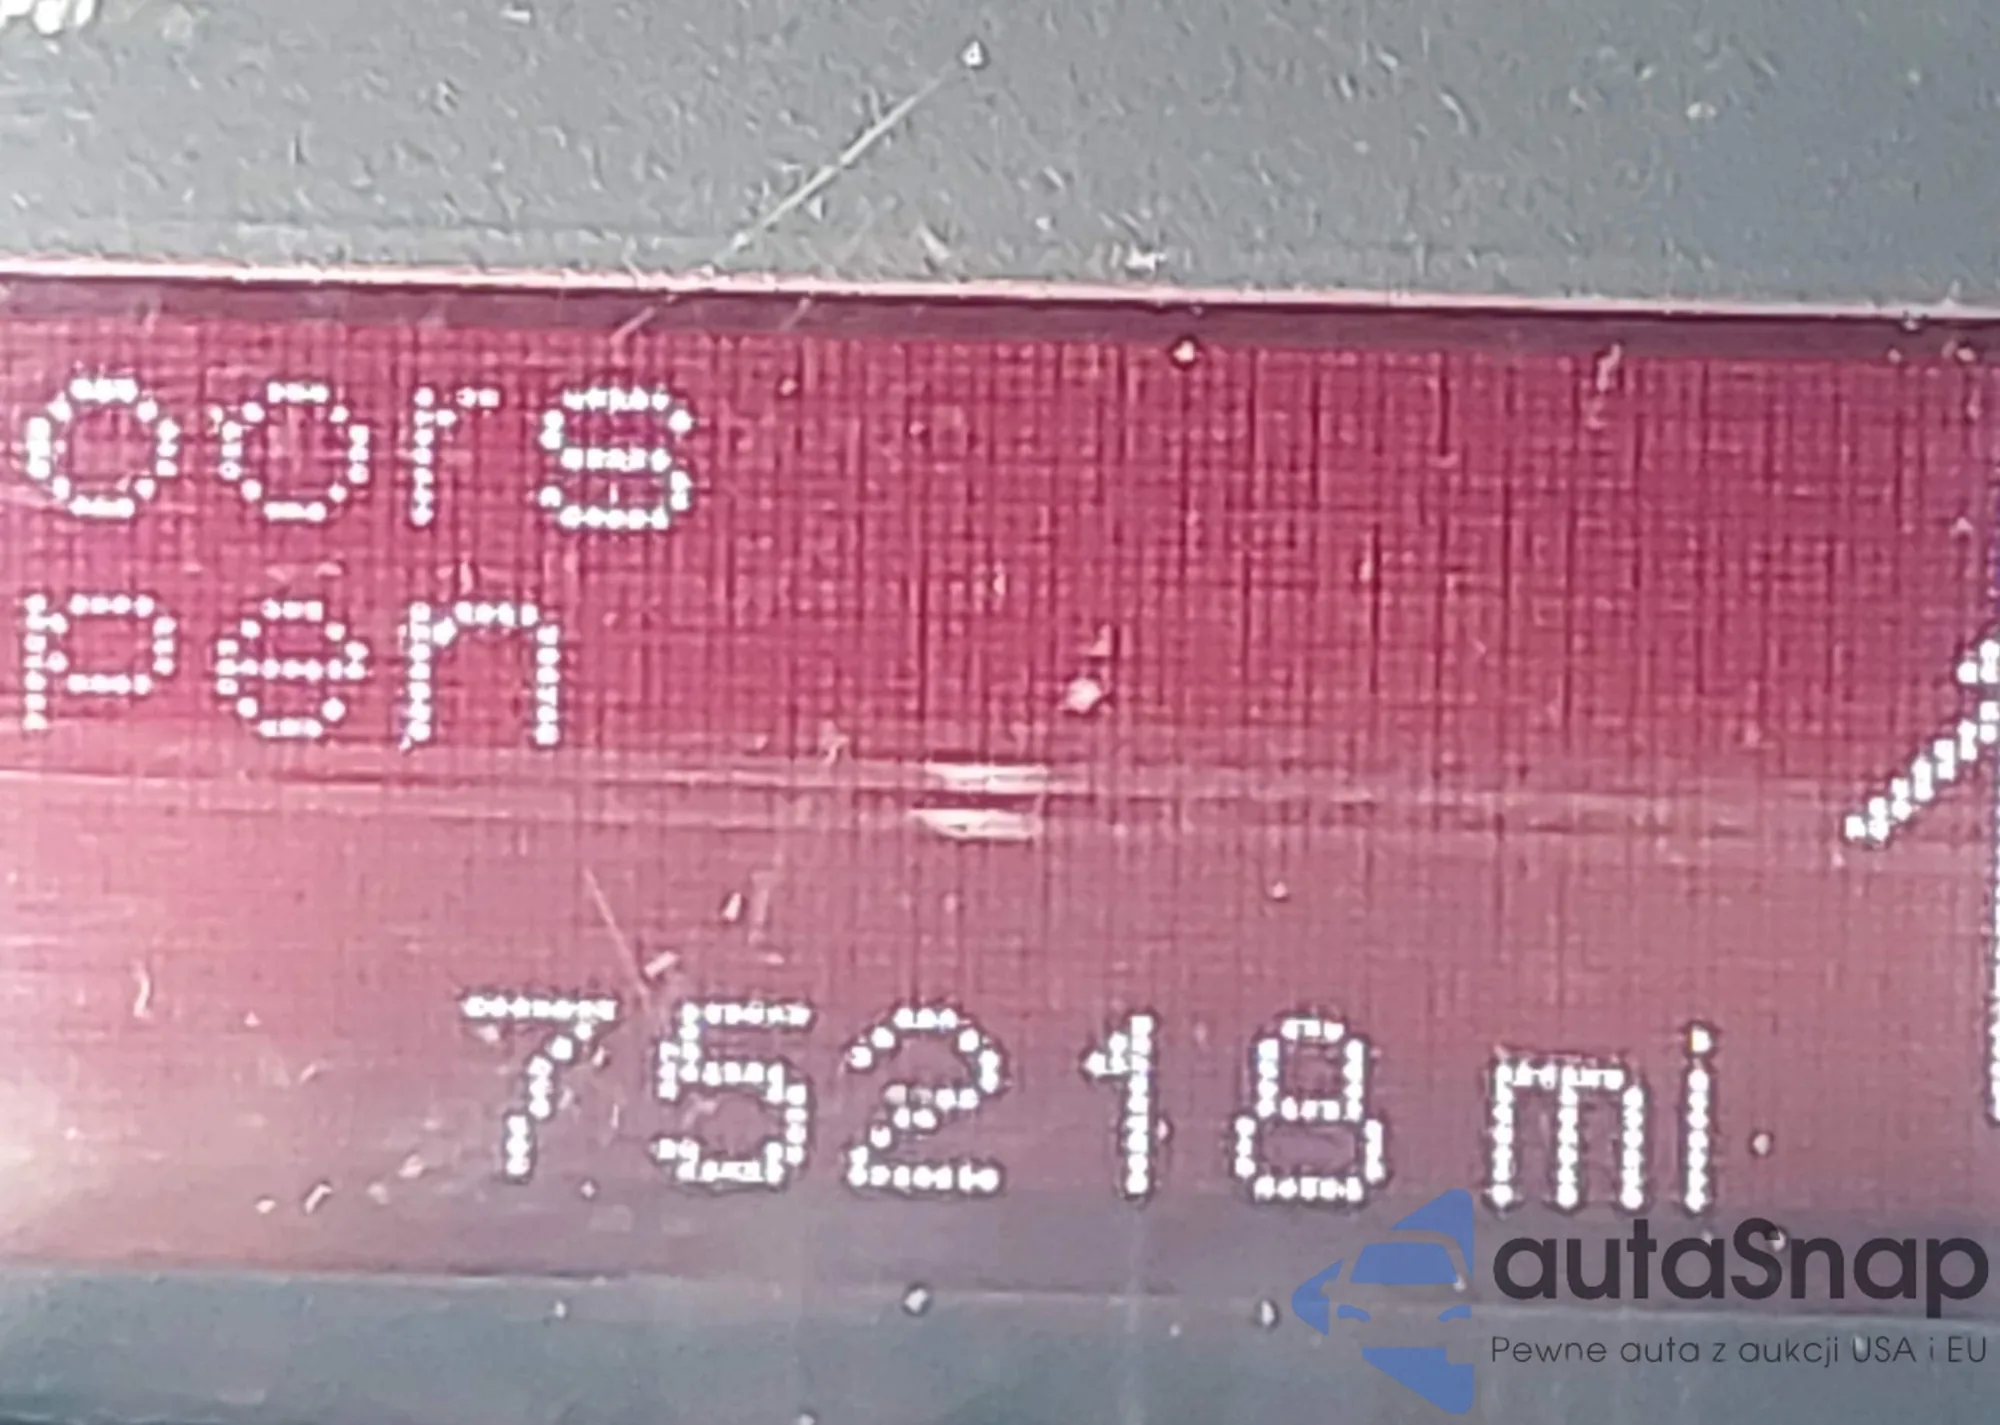 oors
pen
75218 mi
autaSnap
Pewne auta z aukcji USA i EU